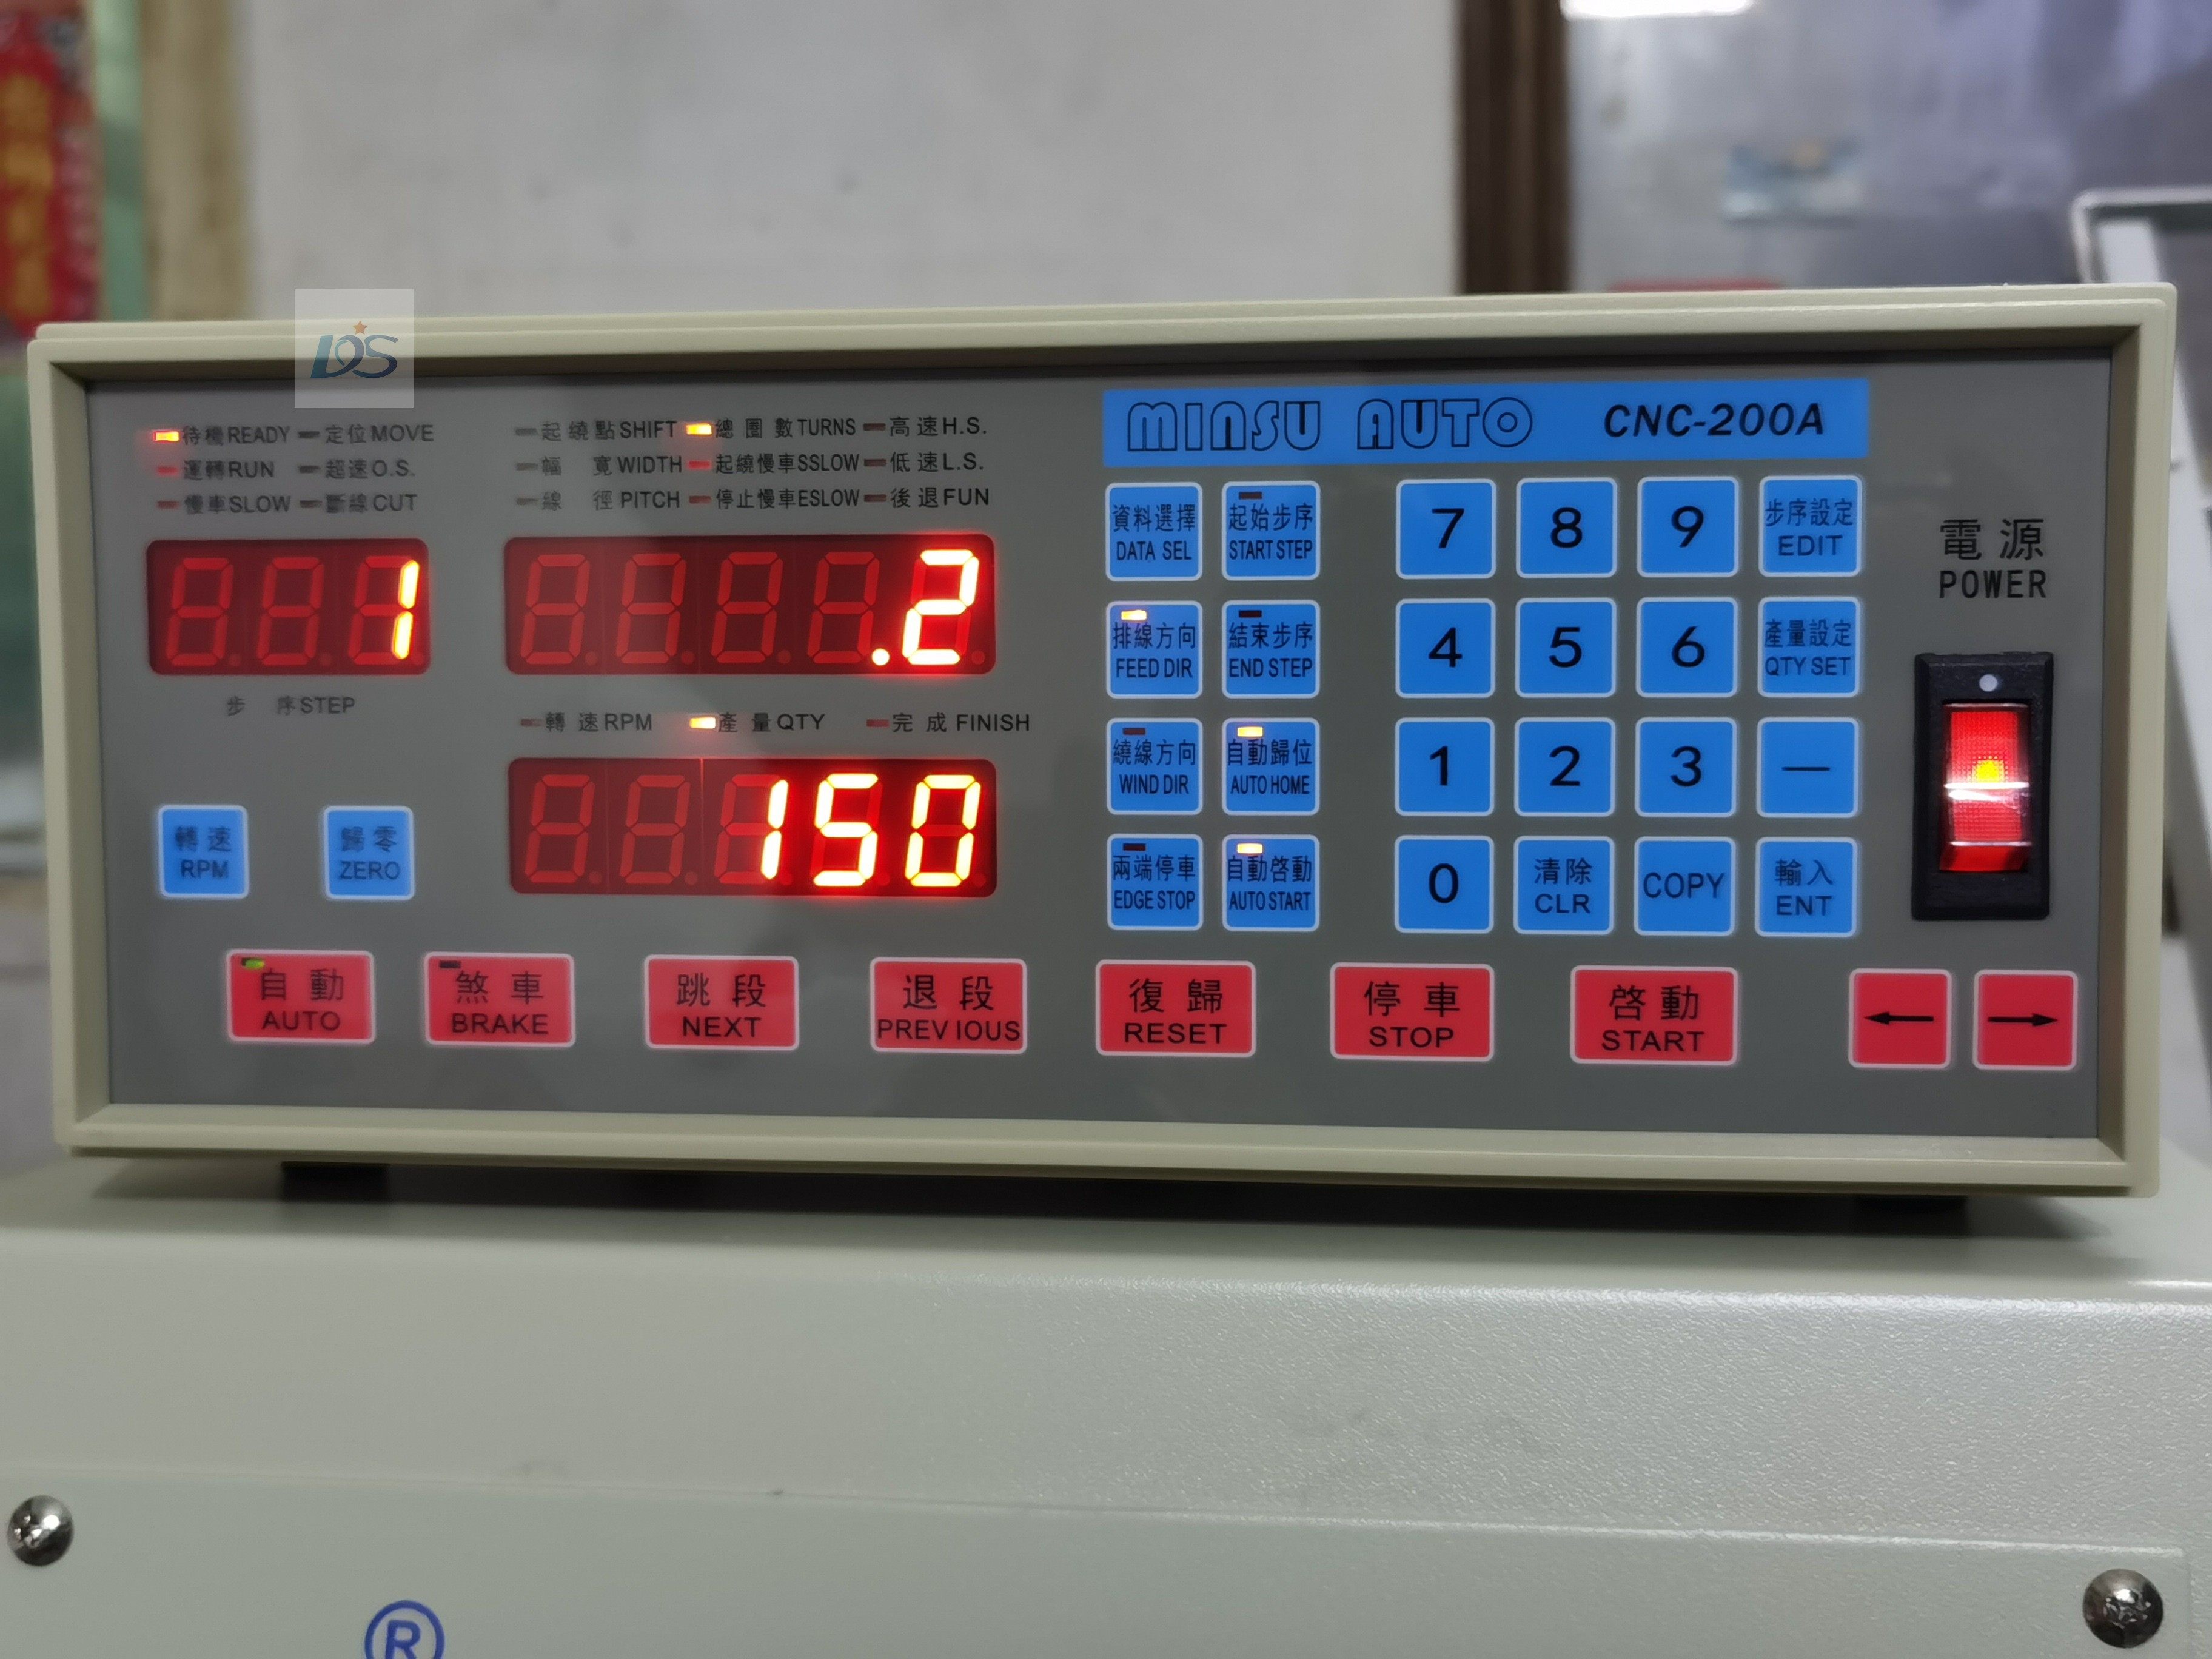 LDS
MINSU AUTO CNC-200A
待機READY 定位MOVE
運轉RUN 超速O.S.
慢車SLOW 斷線CUT
起繞點SHIFT 總圈數TURNS 高速H.S.
幅寬WIDTH 起繞慢車SSLOW 低速L.S.
線徑PITCH 停止慢車ESLOW 後退FUN
1
.2
步序STEP
轉速RPM 產量QTY 完成FINISH
150
轉速
RPM
歸零
ZERO
資料選擇
DATA SEL
起始步序
START STEP
排線方向
FEED DIR
結束步序
END STEP
繞線方向
WIND DIR
自動歸位
AUTO HOME
兩端停車
EDGE STOP
自動啓動
AUTO START
7 8 9
步序設定
EDIT
4 5 6
產量設定
QTY SET
1 2 3 —
0
清除
CLR
COPY
輸入
ENT
電源
POWER
自動
AUTO
煞車
BRAKE
跳段
NEXT
退段
PREVIOUS
復歸
RESET
停車
STOP
啓動
START
← →
®